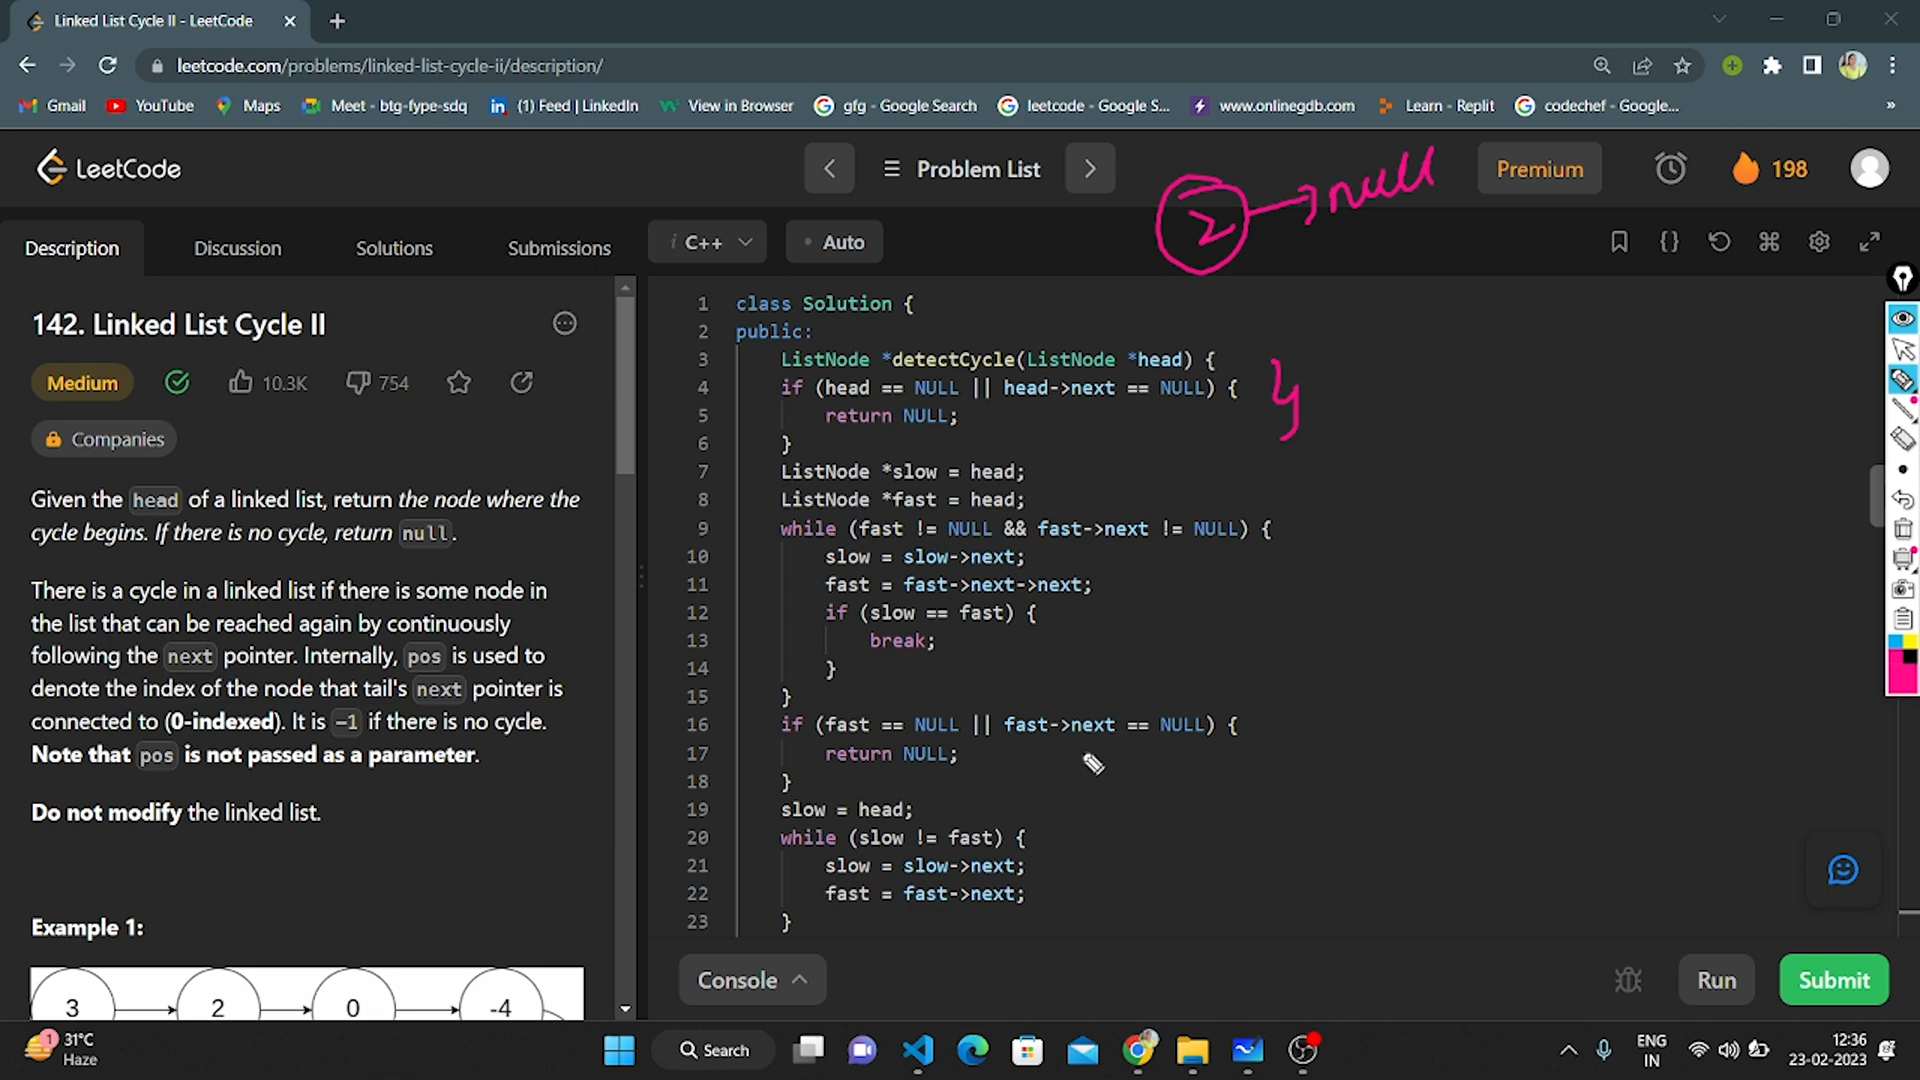 Linked List Cycle II - LeetCode
leetcode.com/problems/linked-list-cycle-ii/description/
Gmail YouTube Maps Meet - btg-fype-sdq (1) Feed | LinkedIn View in Browser gfg - Google Search leetcode - Google S... www.onlinegdb.com Learn - Replit codechef - Google... »
LeetCode Problem List Premium 198
2 → null
Description Discussion Solutions Submissions
i C++ Auto
142. Linked List Cycle II
Medium 10.3K 754
Companies
Given the head of a linked list, return the node where the
cycle begins. If there is no cycle, return null.
There is a cycle in a linked list if there is some node in
the list that can be reached again by continuously
following the next pointer. Internally, pos is used to
denote the index of the node that tail's next pointer is
connected to (0-indexed). It is -1 if there is no cycle.
Note that pos is not passed as a parameter.
Do not modify the linked list.
Example 1:
3 2 0 -4
1 class Solution {
2 public:
3 ListNode *detectCycle(ListNode *head) {
4 if (head == NULL || head->next == NULL) {
5 return NULL;
6 }
7 ListNode *slow = head;
8 ListNode *fast = head;
9 while (fast != NULL && fast->next != NULL) {
10 slow = slow->next;
11 fast = fast->next->next;
12 if (slow == fast) {
13 break;
14 }
15 }
16 if (fast == NULL || fast->next == NULL) {
17 return NULL;
18 }
19 slow = head;
20 while (slow != fast) {
21 slow = slow->next;
22 fast = fast->next;
23 }
Console Run Submit
1 31°C
Haze
Search
ENG
IN
12:36
23-02-2023